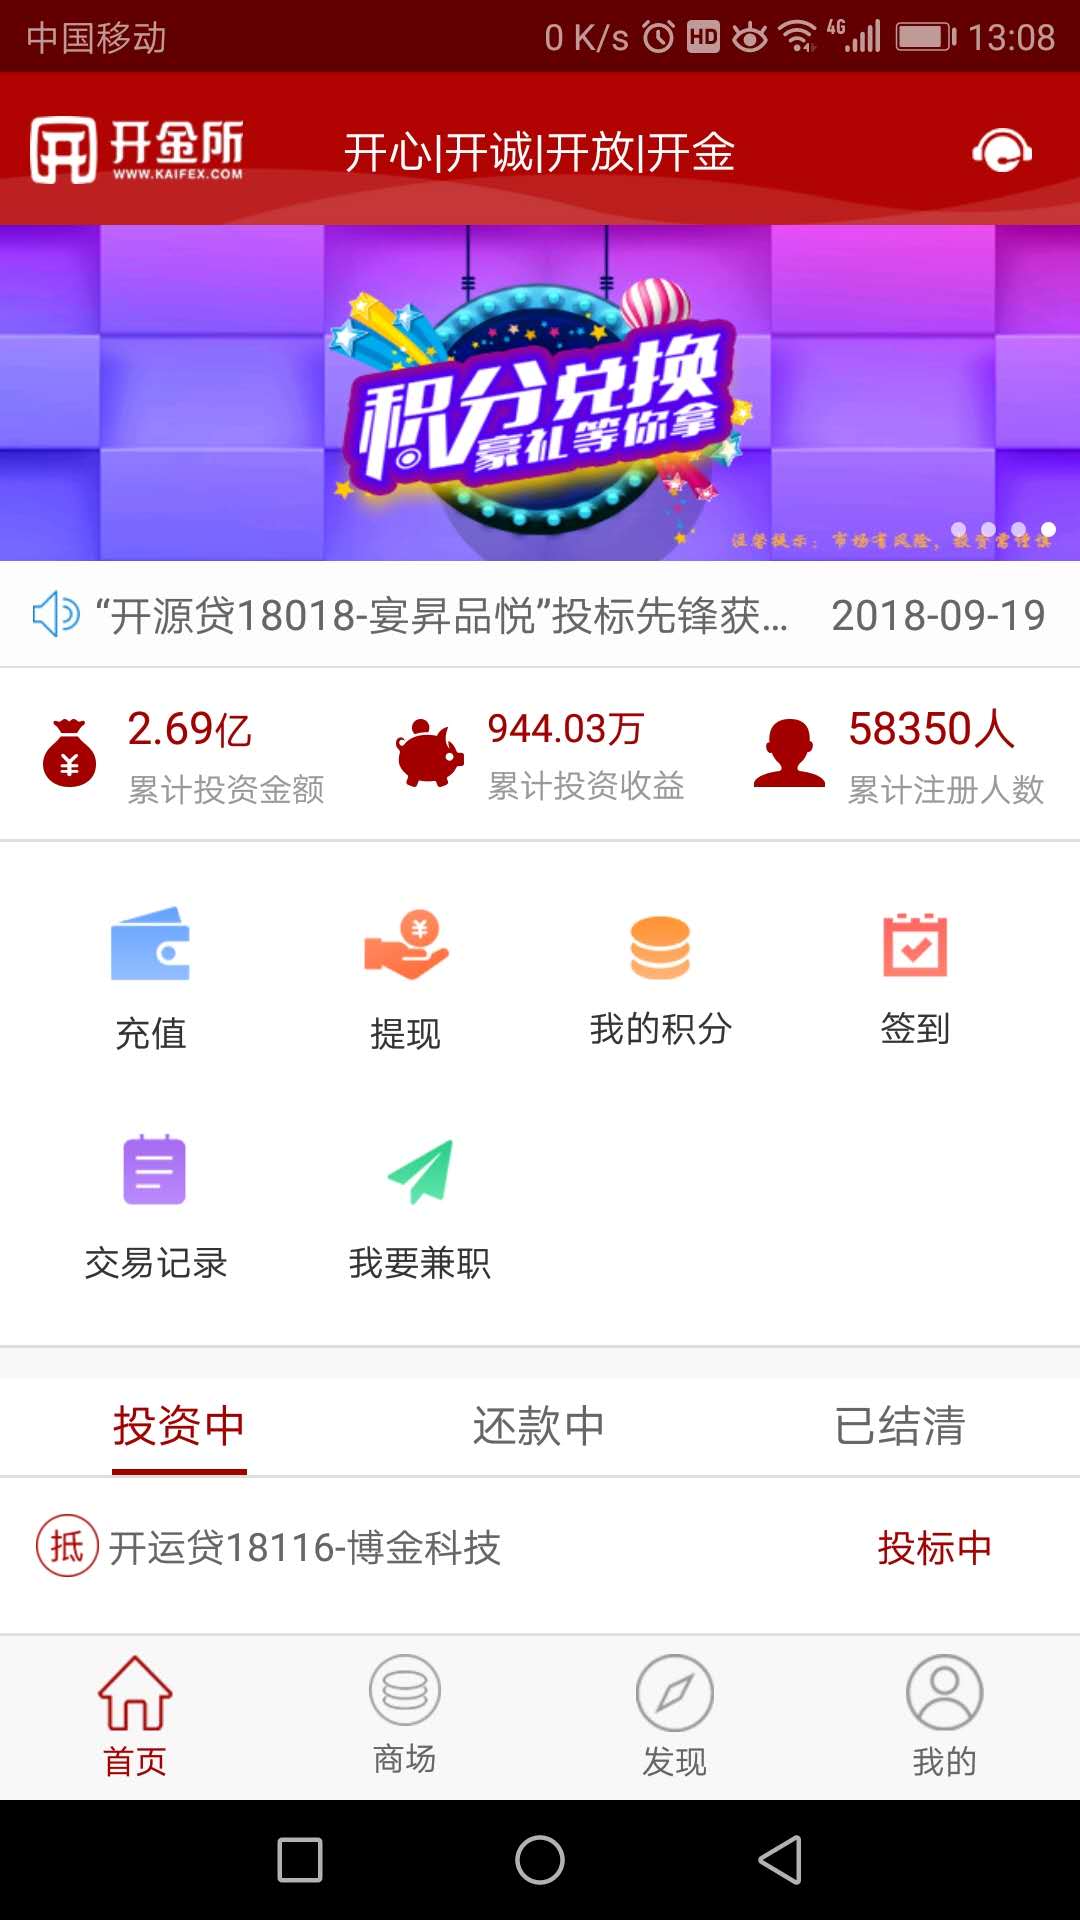 中国移动 0 K/s HD 4G 13:08
开金所 开心|开诚|开放|开金
WWW.KAIFEX.COM
积分兑换
豪礼等你拿
温馨提示：市场有风险，投资需谨慎
“开源贷18018-宴昇品悦”投标先锋获... 2018-09-19
2.69亿 944.03万 58350人
累计投资金额 累计投资收益 累计注册人数
充值 提现 我的积分 签到
交易记录 我要兼职
投资中 还款中 已结清
抵 开运贷18116-博金科技 投标中
首页 商场 发现 我的